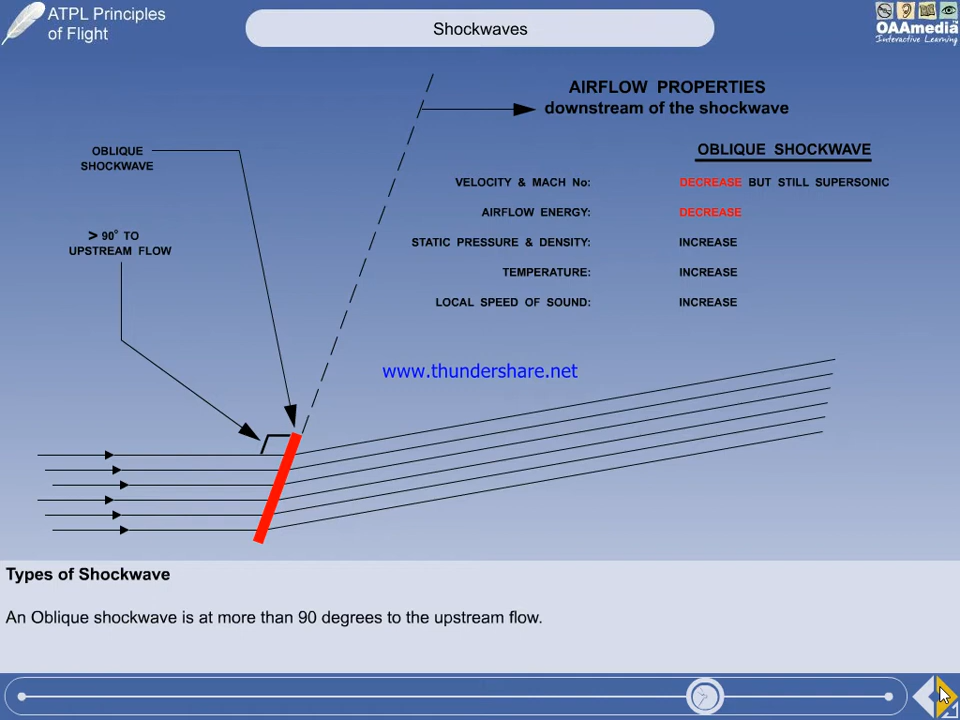 ATPL Principles
of Flight
Shockwaves
OAAmedia
Interactive Learning
AIRFLOW PROPERTIES
downstream of the shockwave
OBLIQUE
SHOCKWAVE
OBLIQUE SHOCKWAVE
VELOCITY & MACH No: DECREASE BUT STILL SUPERSONIC
AIRFLOW ENERGY: DECREASE
> 90° TO
UPSTREAM FLOW
STATIC PRESSURE & DENSITY: INCREASE
TEMPERATURE: INCREASE
LOCAL SPEED OF SOUND: INCREASE
www.thundershare.net
Types of Shockwave
An Oblique shockwave is at more than 90 degrees to the upstream flow.